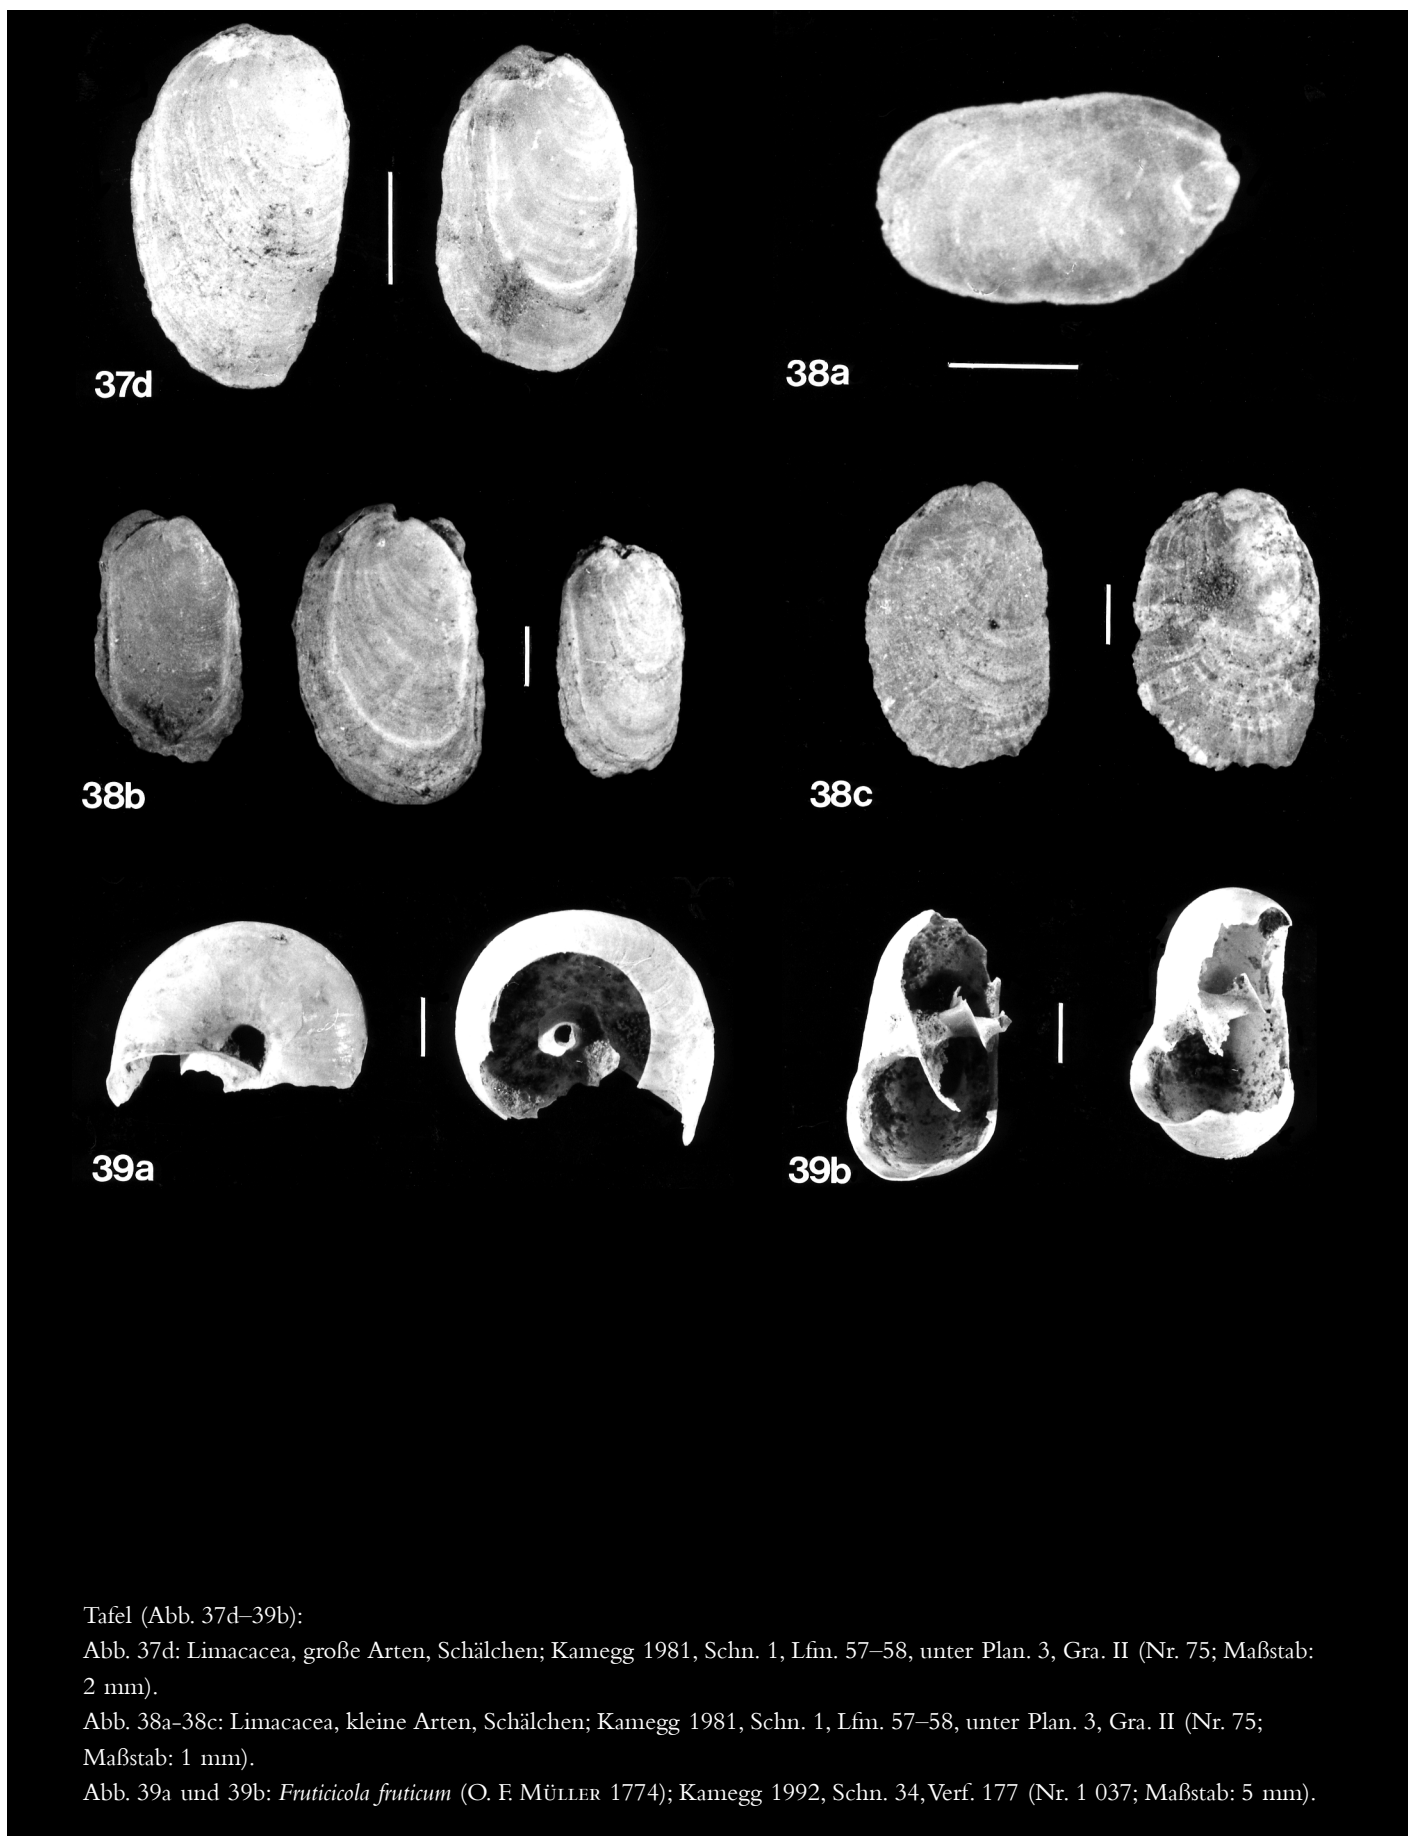 37d
38a
38b
38c
39a
39b
Tafel (Abb. 37d–39b):
Abb. 37d: Limacacea, große Arten, Schälchen; Kamegg 1981, Schn. 1, Lfm. 57–58, unter Plan. 3, Gra. II (Nr. 75; Maßstab:
2 mm).
Abb. 38a-38c: Limacacea, kleine Arten, Schälchen; Kamegg 1981, Schn. 1, Lfm. 57–58, unter Plan. 3, Gra. II (Nr. 75;
Maßstab: 1 mm).
Abb. 39a und 39b: Fruticicola fruticum (O. F. MÜLLER 1774); Kamegg 1992, Schn. 34, Verf. 177 (Nr. 1 037; Maßstab: 5 mm).